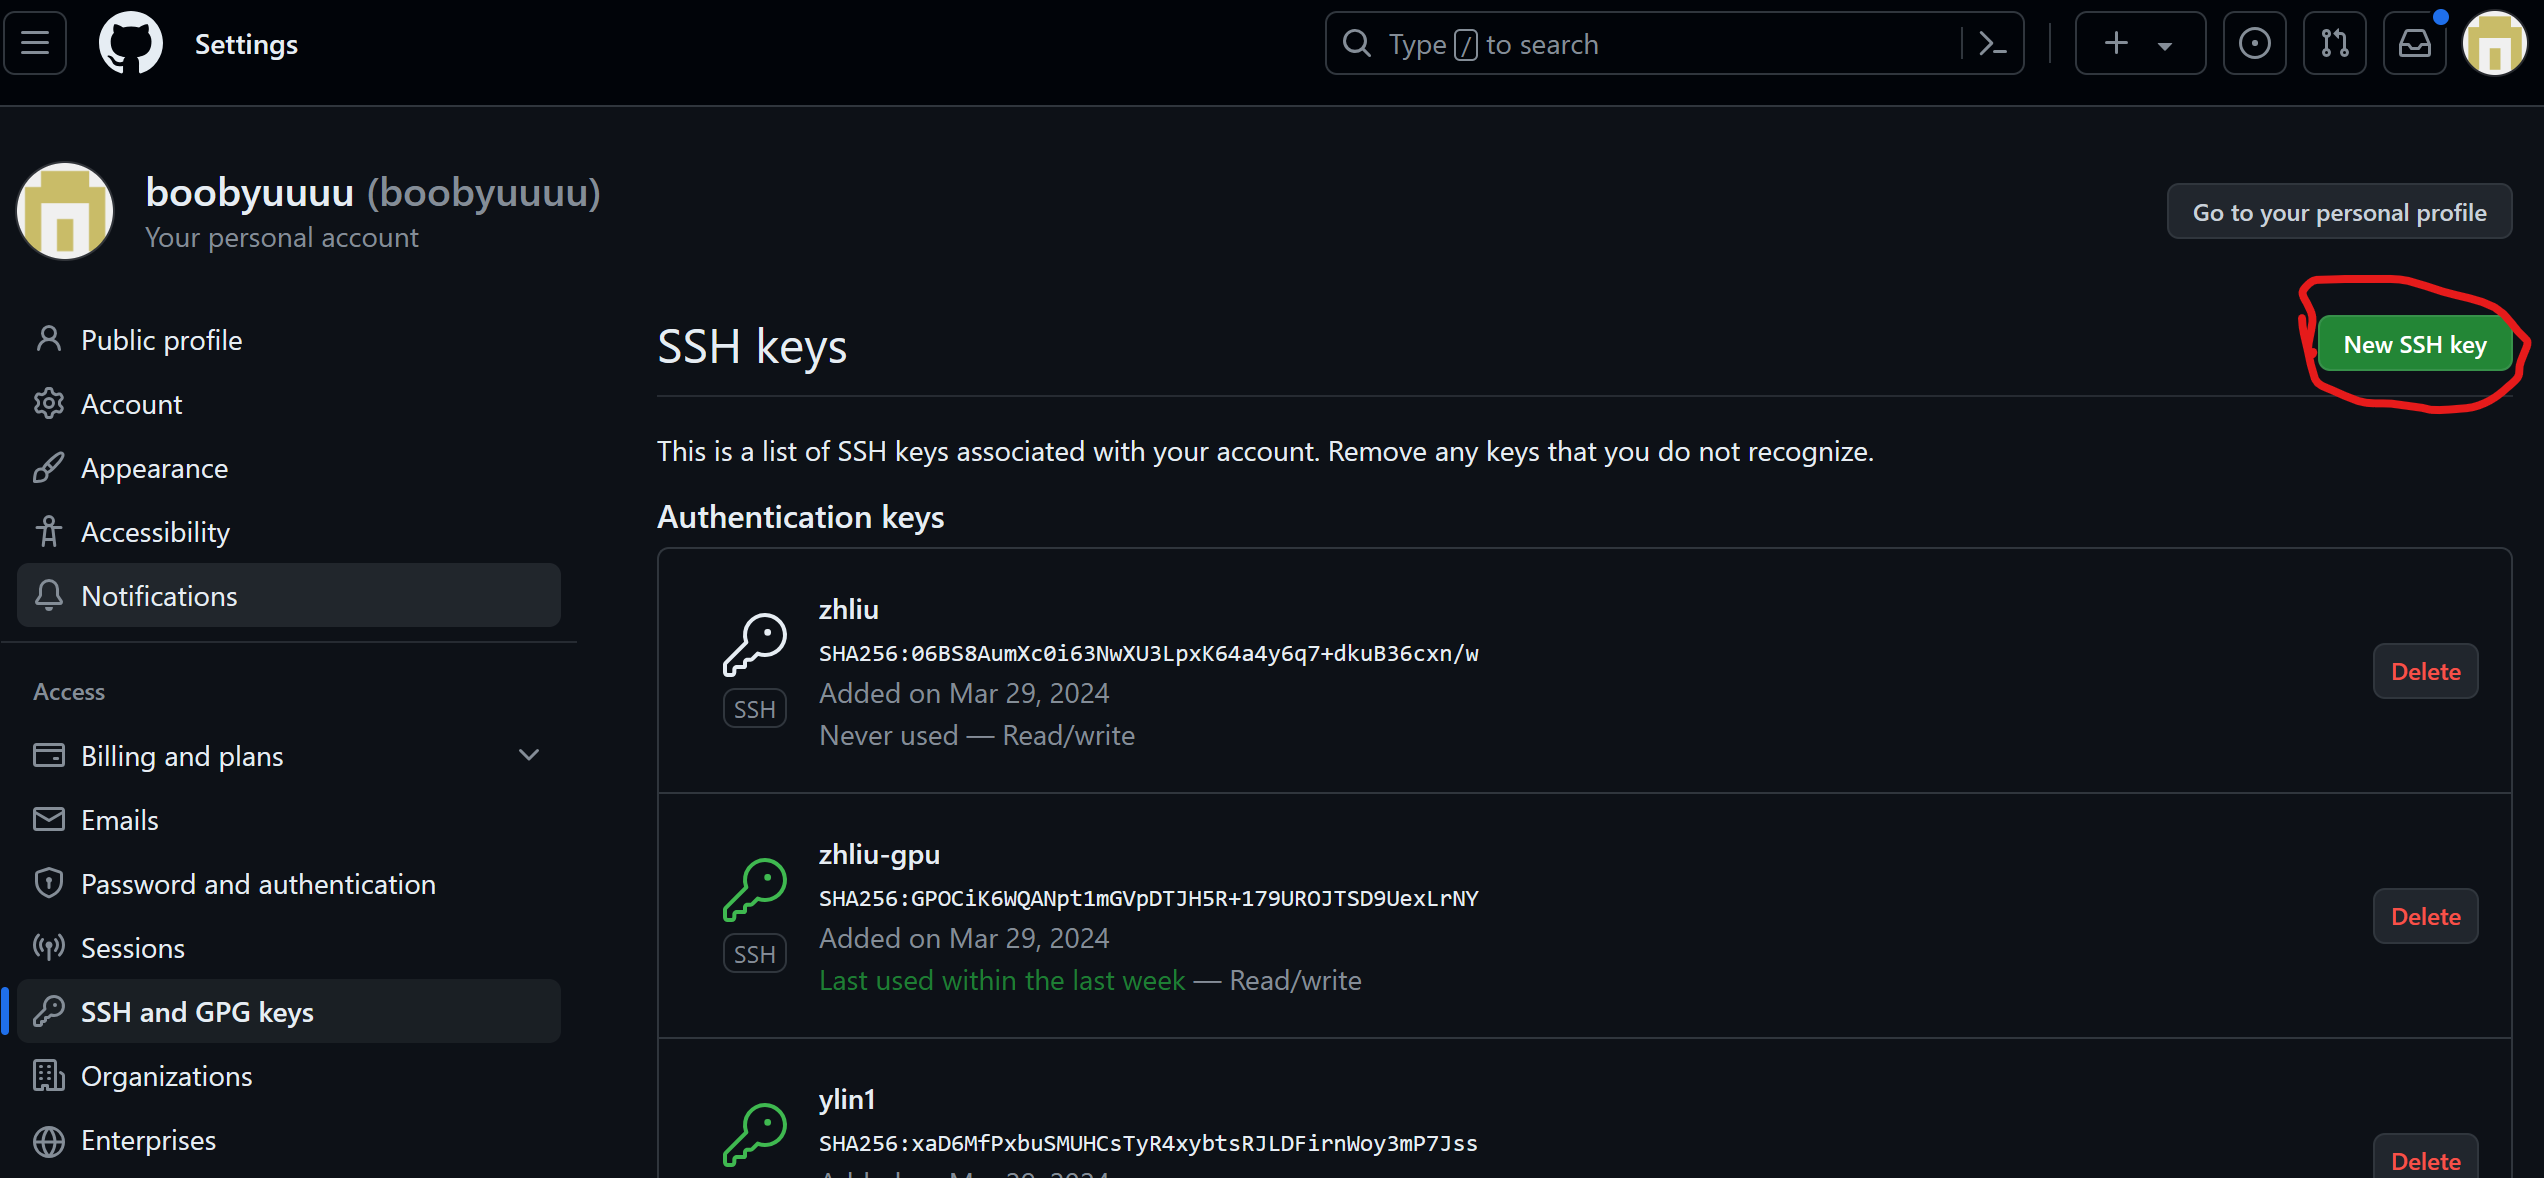 Settings
Type / to search
boobyuuuu (boobyuuuu)
Your personal account
Go to your personal profile
Public profile
Account
Appearance
Accessibility
Notifications
Access
Billing and plans
Emails
Password and authentication
Sessions
SSH and GPG keys
Organizations
Enterprises
SSH keys
New SSH key
This is a list of SSH keys associated with your account. Remove any keys that you do not recognize.
Authentication keys
zhliu
SHA256:06BS8AumXc0i63NwXU3LpxK64a4y6q7+dkuB36cxn/w
Added on Mar 29, 2024
Never used — Read/write
SSH
Delete
zhliu-gpu
SHA256:GPOCiK6WQANpt1mGVpDTJH5R+179UROJTSD9UexLrNY
Added on Mar 29, 2024
Last used within the last week — Read/write
SSH
Delete
ylin1
SHA256:xaD6MfPxbuSMUHCsTyR4xybtsRJLDFirnWoy3mP7Jss
Delete